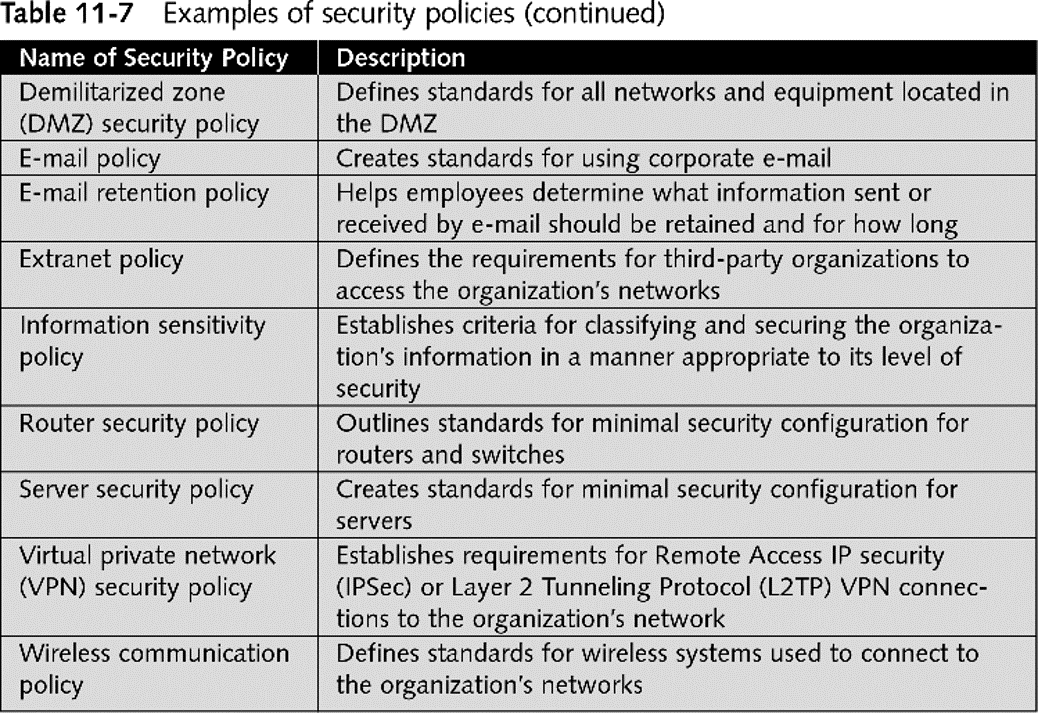 Table 11-7 Examples of security policies (continued)
Name of Security Policy Description
Demilitarized zone Defines standards for all networks and equipment located in
(DMZ) security policy the DMZ
E-mail policy Creates standards for using corporate e-mail
E-mail retention policy Helps employees determine what information sent or
received by e-mail should be retained and for how long
Extranet policy Defines the requirements for third-party organizations to
access the organization's networks
Information sensitivity Establishes criteria for classifying and securing the organiza-
policy tion's information in a manner appropriate to its level of
security
Router security policy Outlines standards for minimal security configuration for
routers and switches
Server security policy Creates standards for minimal security configuration for
servers
Virtual private network Establishes requirements for Remote Access IP security
(VPN) security policy (IPSec) or Layer 2 Tunneling Protocol (L2TP) VPN connec-
tions to the organization's network
Wireless communication Defines standards for wireless systems used to connect to
policy the organization's networks